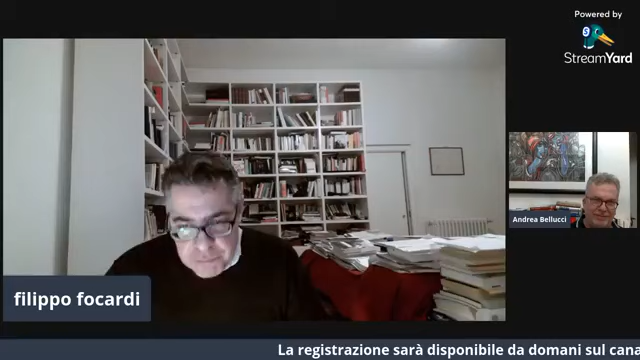 Powered by
StreamYard
Andrea Bellucci
filippo focardi
La registrazione sarà disponibile da domani sul cana